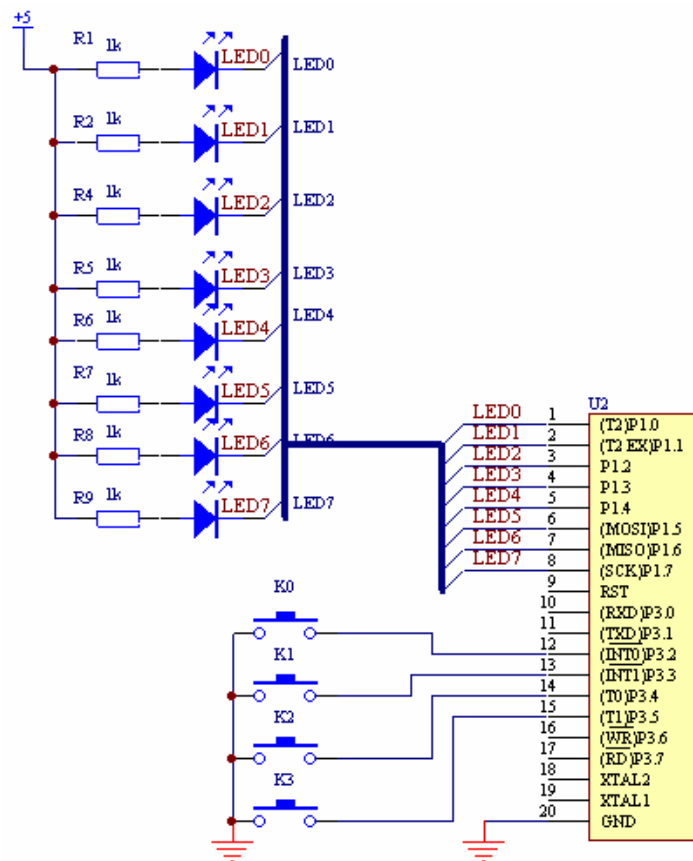 +5
R1 1k
LED0
LED0
R2 1k
LED1
LED1
R4 1k
LED2
LED2
R5 1k
LED3
LED3
R6 1k
LED4
LED4
R7 1k
LED5
LED5
R8 1k
LED6
LED6
R9 1k
LED7
LED7
U2
LED0 1 (T2)P1.0
LED1 2 (T2 EX)P1.1
LED2 3 P1.2
LED3 4 P1.3
LED4 5 P1.4
LED5 6 (MOSI)P1.5
LED6 7 (MISO)P1.6
LED7 8 (SCK)P1.7
9 RST
10 (RXD)P3.0
11 (TXD)P3.1
12 (INT0)P3.2
13 (INT1)P3.3
14 (T0)P3.4
15 (T1)P3.5
16 (WR)P3.6
17 (RD)P3.7
18 XTAL2
19 XTAL1
20 GND
K0
K1
K2
K3